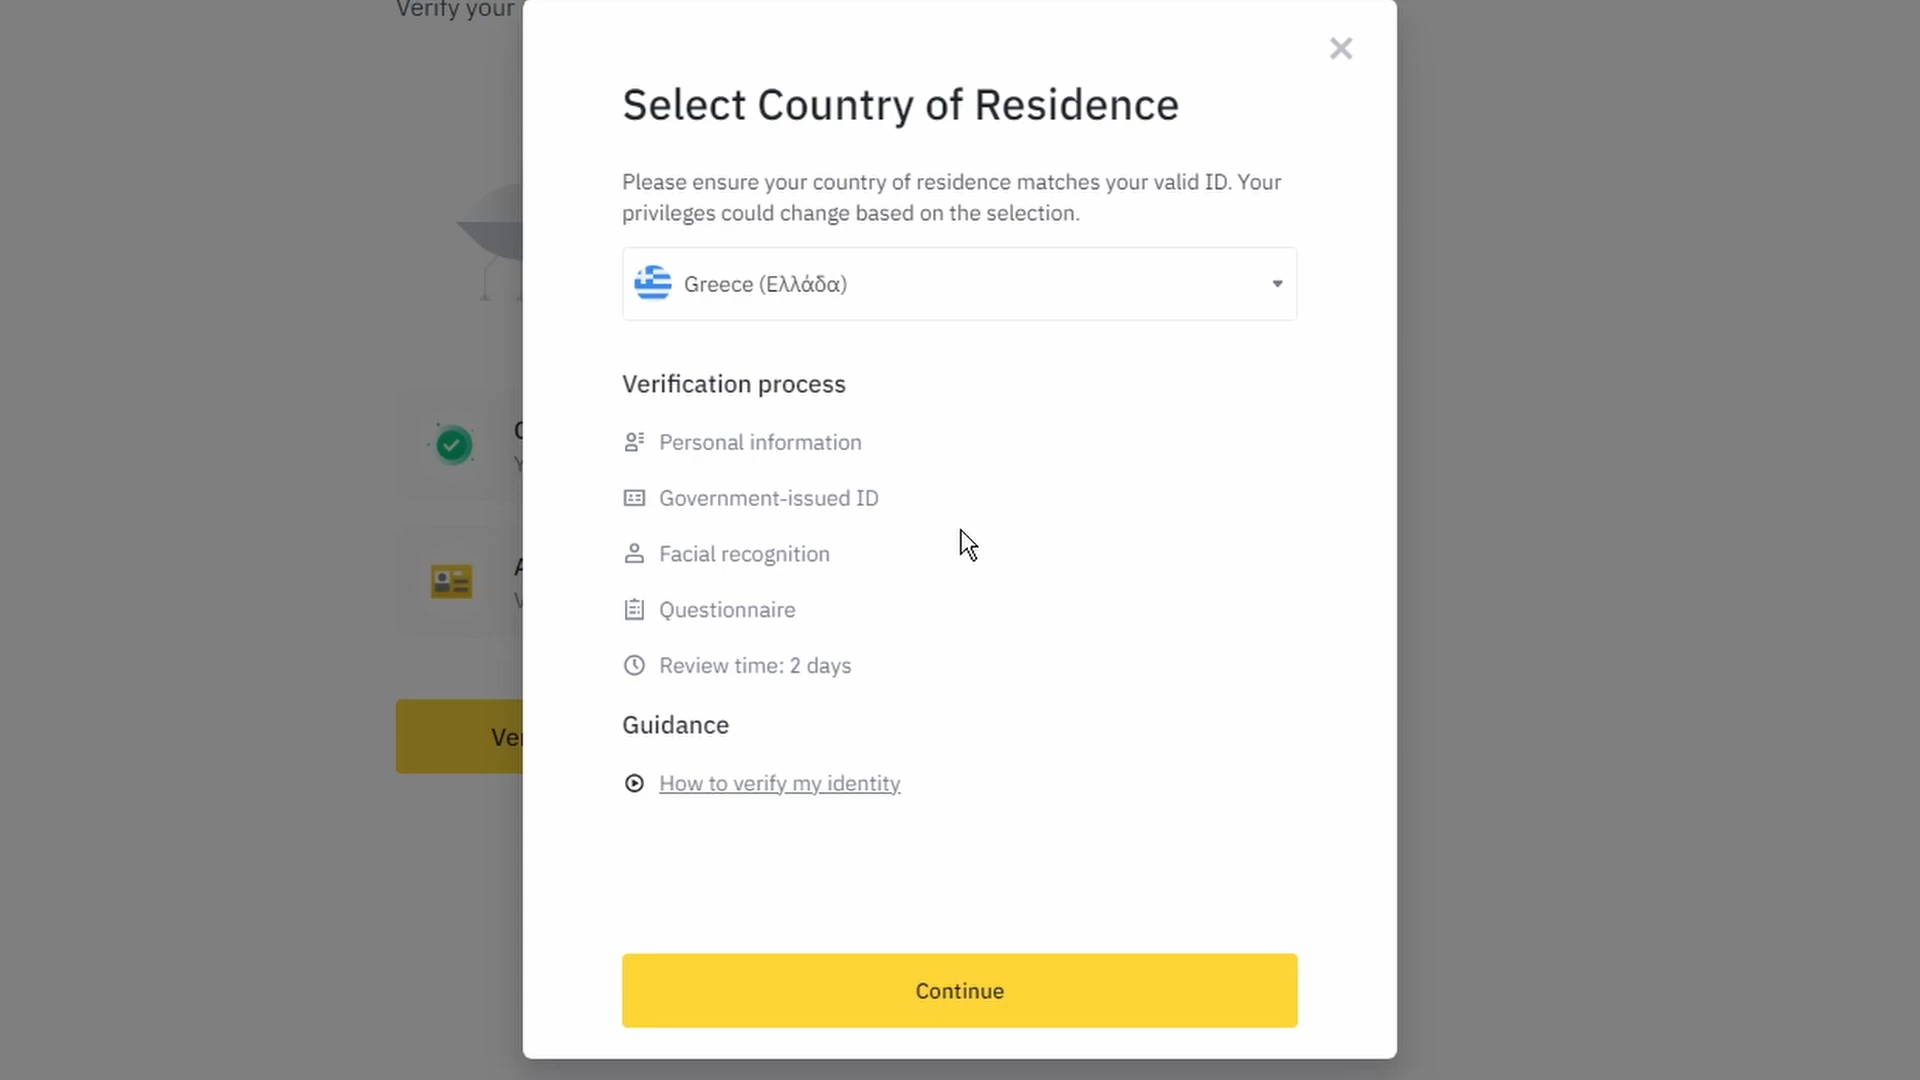 Verify your
Select Country of Residence
Please ensure your country of residence matches your valid ID. Your
privileges could change based on the selection.
Greece (Ελλάδα)
Verification process
Personal information
Government-issued ID
Facial recognition
Questionnaire
Review time: 2 days
Guidance
How to verify my identity
Continue